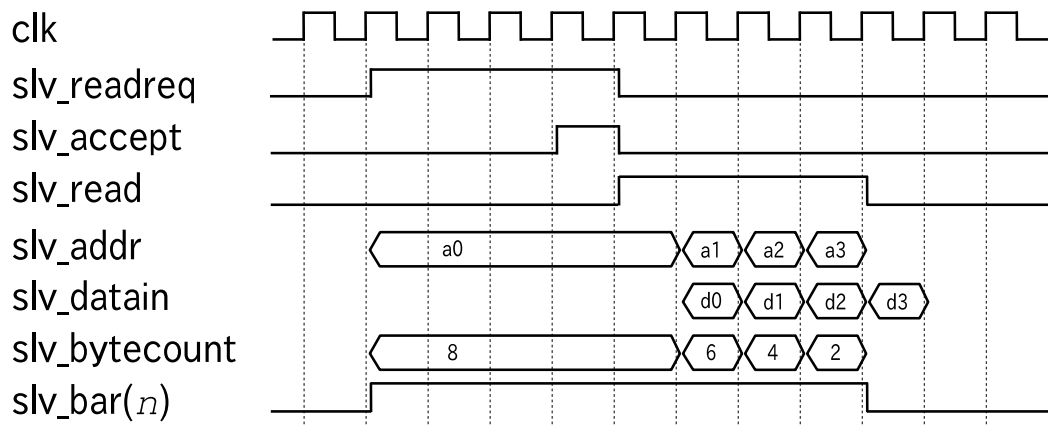 clk
slv_readreq
slv_accept
slv_read
slv_addr a0 a1 a2 a3
slv_datain d0 d1 d2 d3
slv_bytecount 8 6 4 2
slv_bar(n)